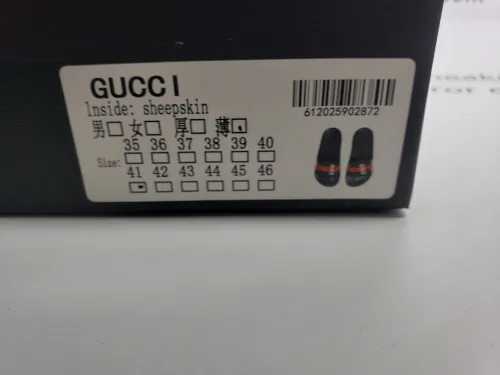 GUCCI
lnside: sheepskin
男□ 女□ 厚□ 薄□
35 36 37 38 39 40
Size:
41 42 43 44 45 46
612025902872